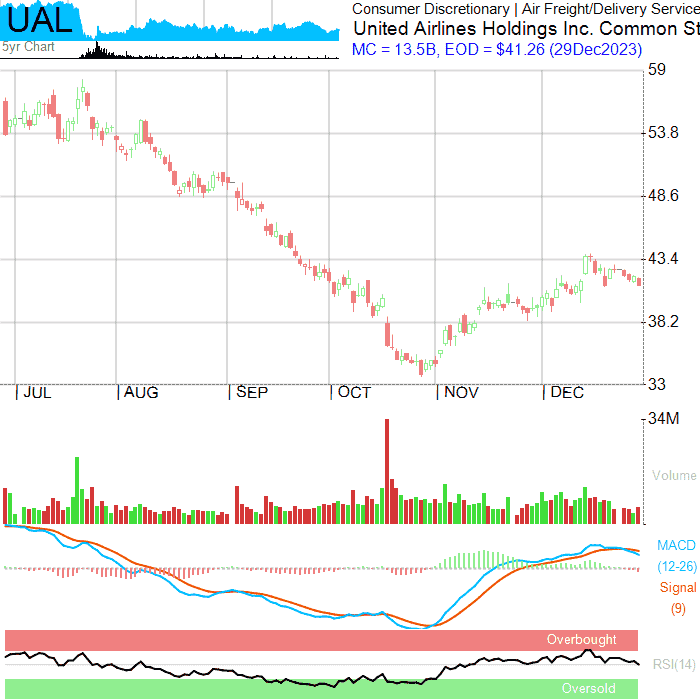 UAL
5yr Chart
Consumer Discretionary | Air Freight/Delivery Service
United Airlines Holdings Inc. Common St
MC = 13.5B, EOD = $41.26 (29Dec2023)
59
53.8
48.6
43.4
38.2
33
JUL AUG SEP OCT NOV DEC
34M
Volume
MACD
(12-26)
Signal
(9)
Overbought
RSI(14)
Oversold